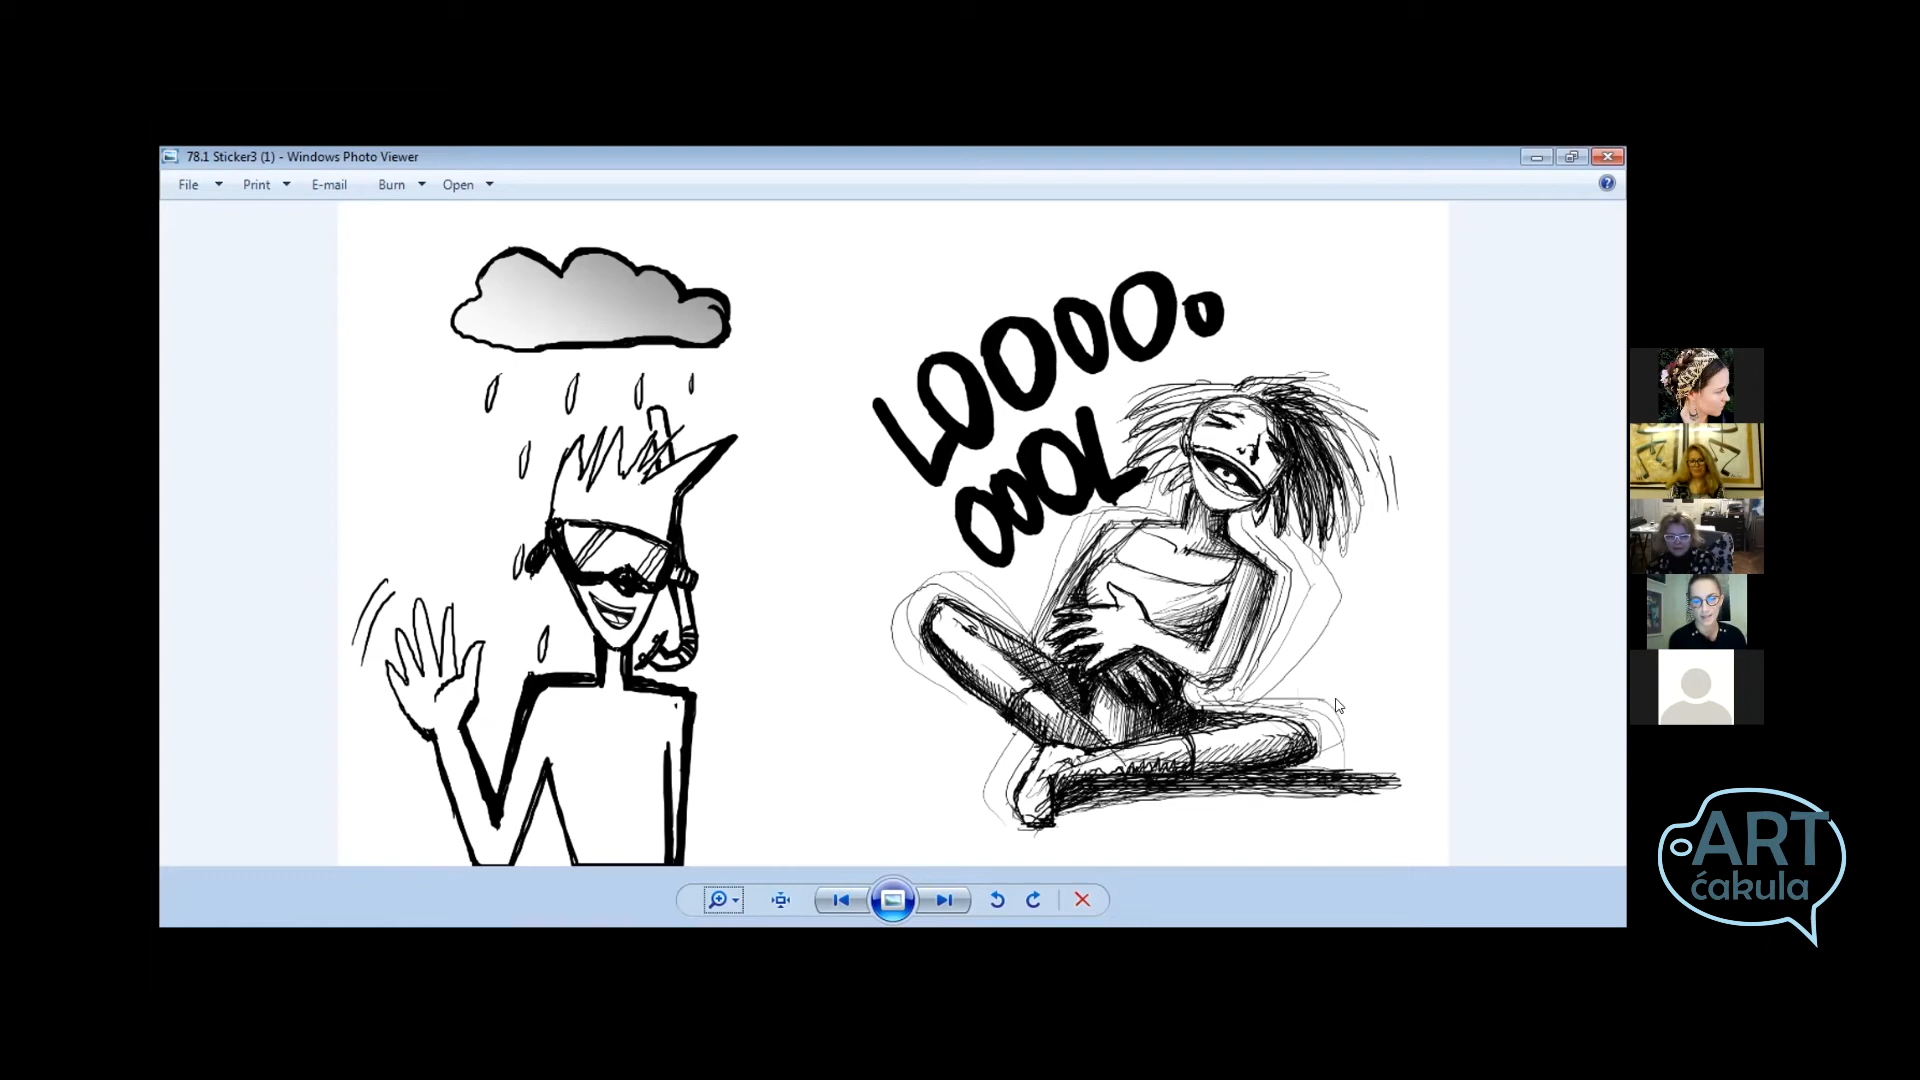 78.1 Sticker3 (1) - Windows Photo Viewer
File Print E-mail Burn Open
LOOOOo
OOOL
ART
ćakula